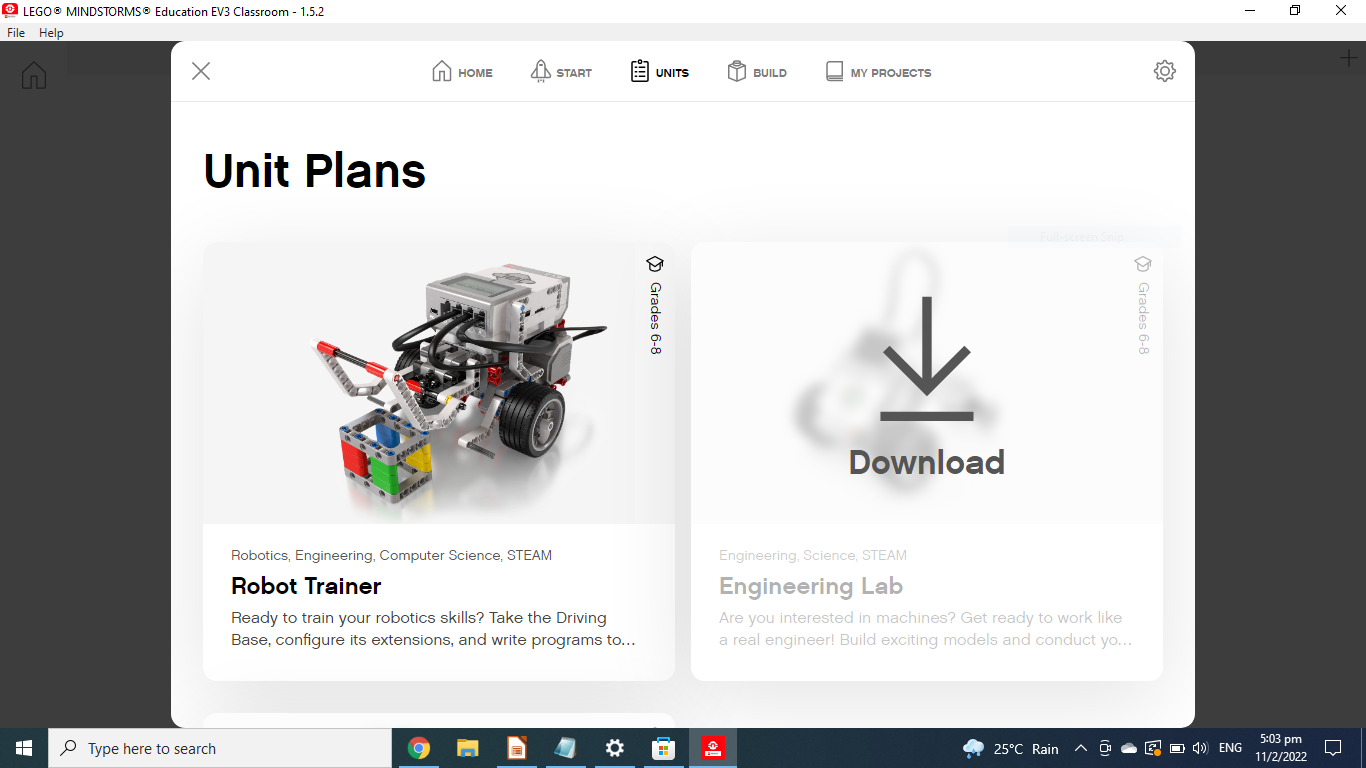 LEGO® MINDSTORMS® Education EV3 Classroom - 1.5.2
File Help
HOME START UNITS BUILD MY PROJECTS
Unit Plans
Full-screen Snip
Grades 6-8
Grades 6-8
Download
Robotics, Engineering, Computer Science, STEAM
Robot Trainer
Ready to train your robotics skills? Take the Driving
Base, configure its extensions, and write programs to...
Engineering, Science, STEAM
Engineering Lab
Are you interested in machines? Get ready to work like
a real engineer! Build exciting models and conduct yo...
Type here to search
25°C Rain
ENG
5:03 pm
11/2/2022